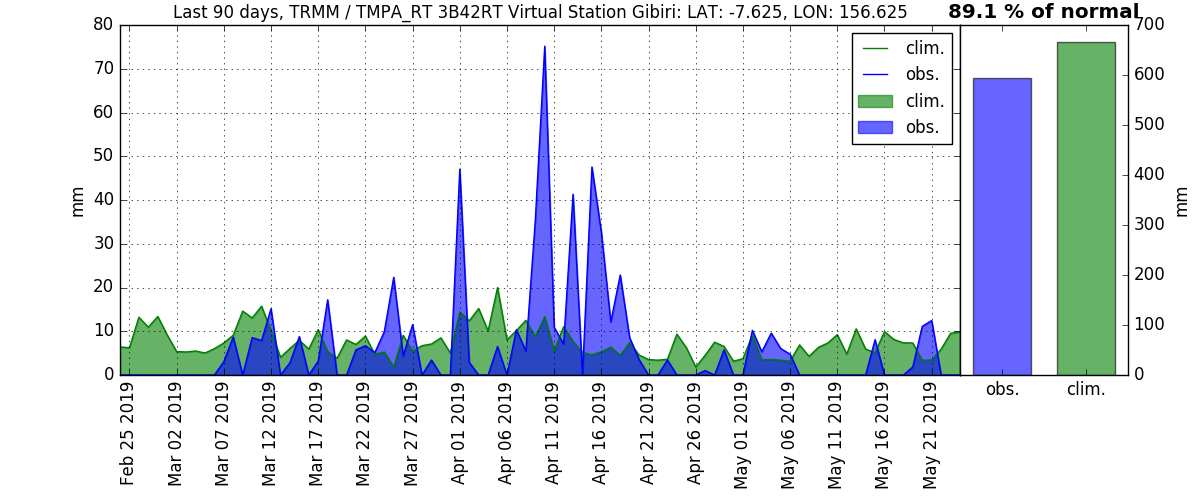 Last 90 days, TRMM / TMPA_RT 3B42RT Virtual Station Gibiri: LAT: -7.625, LON: 156.625
89.1 % of normal
80
70
60
50
40
30
20
10
0
mm
clim.
obs.
clim.
obs.
Feb 25 2019
Mar 02 2019
Mar 07 2019
Mar 12 2019
Mar 17 2019
Mar 22 2019
Mar 27 2019
Apr 01 2019
Apr 06 2019
Apr 11 2019
Apr 16 2019
Apr 21 2019
Apr 26 2019
May 01 2019
May 06 2019
May 11 2019
May 16 2019
May 21 2019
700
600
500
400
300
200
100
0
mm
obs.
clim.